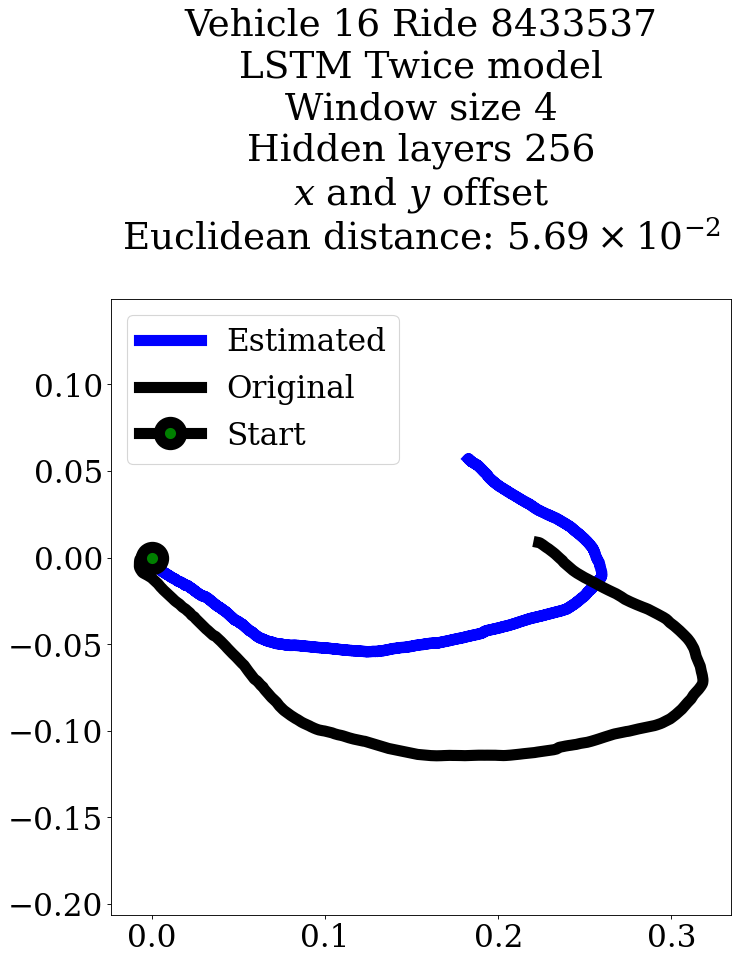 Vehicle 16 Ride 8433537
LSTM Twice model
Window size 4
Hidden layers 256
x and y offset
Euclidean distance: 5.69 × 10⁻²
Estimated
Original
Start
0.10
0.05
0.00
−0.05
−0.10
−0.15
−0.20
0.0 0.1 0.2 0.3